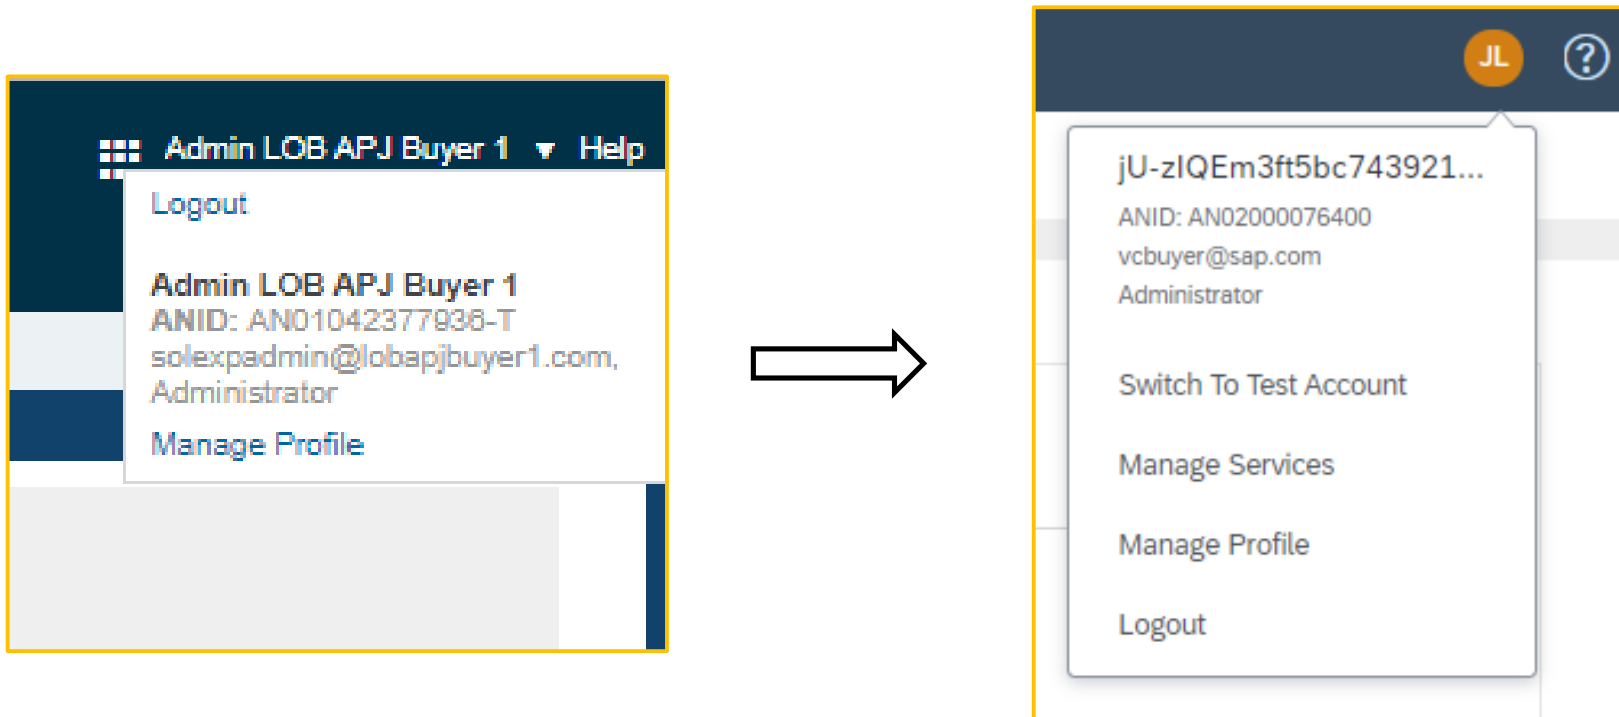 Admin LOB APJ Buyer 1 ▼ Help
Logout
Admin LOB APJ Buyer 1
ANID: AN01042377936-T
solexpadmin@lobapjbuyer1.com,
Administrator
Manage Profile
JL ?
jU-zIQEm3ft5bc743921...
ANID: AN02000076400
vcbuyer@sap.com
Administrator
Switch To Test Account
Manage Services
Manage Profile
Logout